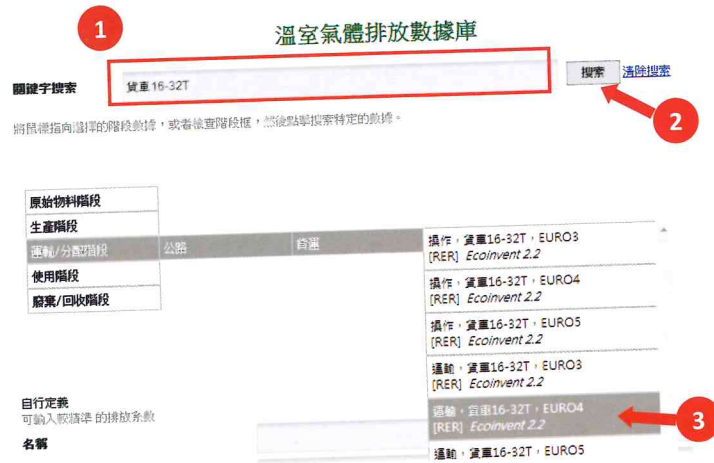 1
溫室氣體排放數據庫
關鍵字搜索
貨車16-32T
搜索
清除搜索
2
將鼠標指向選擇的階段數據，或者檢查階段框，然後點擊搜索特定的數據。
原始物料階段
生產階段
運輸/分配階段 公路 貨運
使用階段
廢棄/回收階段
操作，貨車16-32T，EURO3
[RER] Ecoinvent 2.2
操作，貨車16-32T，EURO4
[RER] Ecoinvent 2.2
操作，貨車16-32T，EURO5
[RER] Ecoinvent 2.2
運輸，貨車16-32T，EURO3
[RER] Ecoinvent 2.2
運輸，貨車16-32T，EURO4
[RER] Ecoinvent 2.2
3
運輸，貨車16-32T，EURO5
自行定義
可輸入較精準的排放系數
名稱